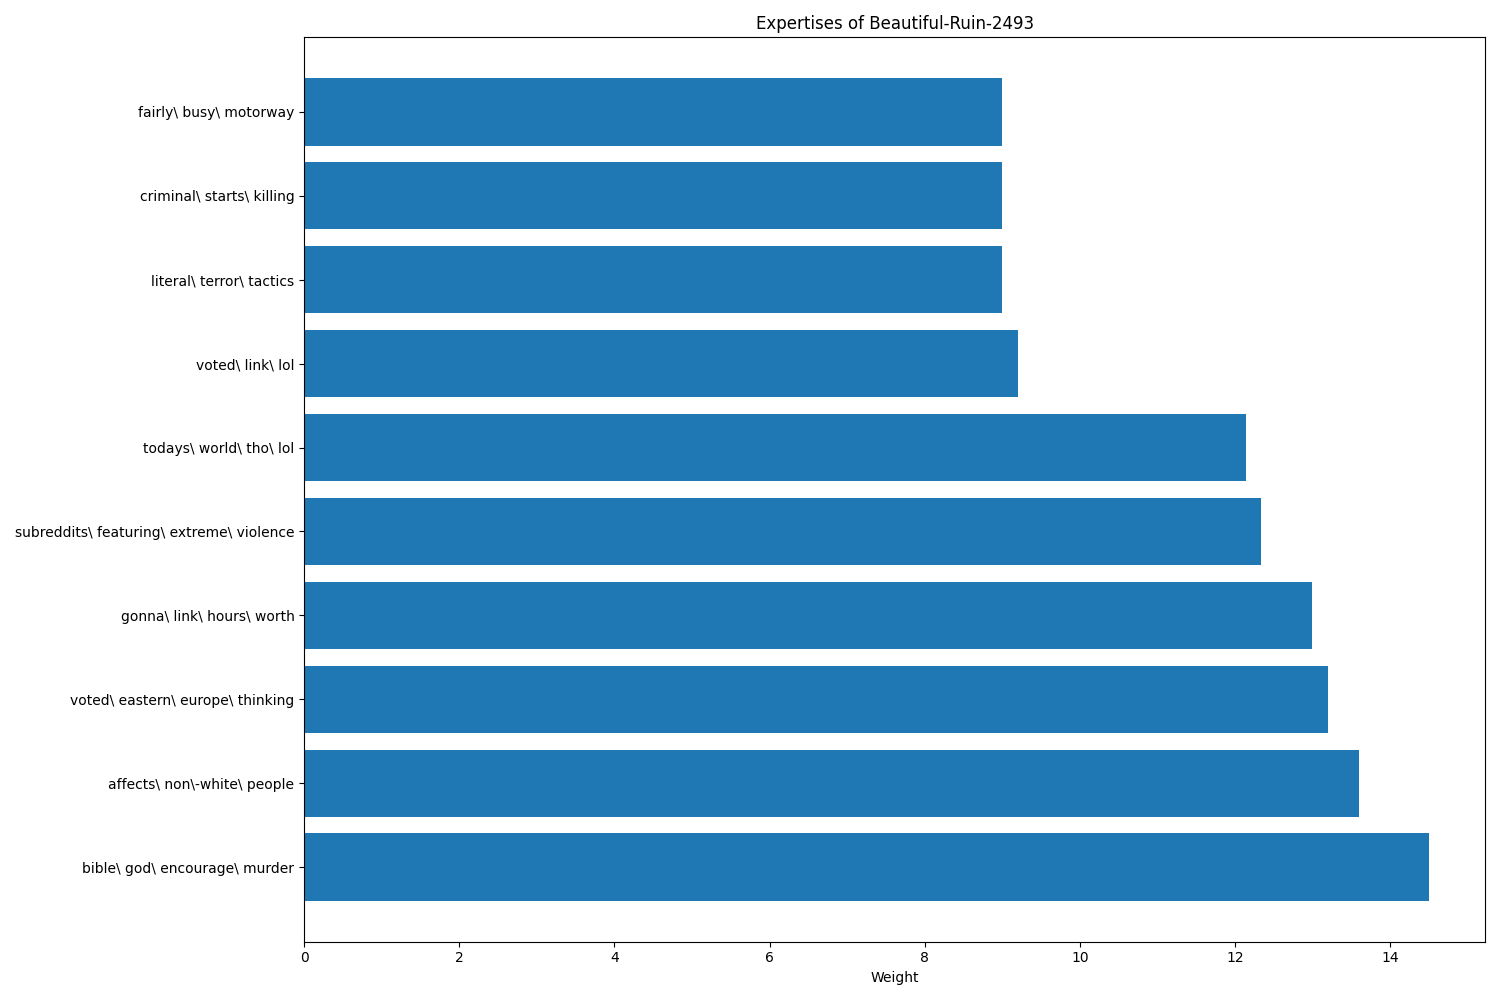 Expertises of Beautiful-Ruin-2493
fairly\ busy\ motorway
criminal\ starts\ killing
literal\ terror\ tactics
voted\ link\ lol
todays\ world\ tho\ lol
subreddits\ featuring\ extreme\ violence
gonna\ link\ hours\ worth
voted\ eastern\ europe\ thinking
affects\ non\-white\ people
bible\ god\ encourage\ murder
0 2 4 6 8 10 12 14
Weight